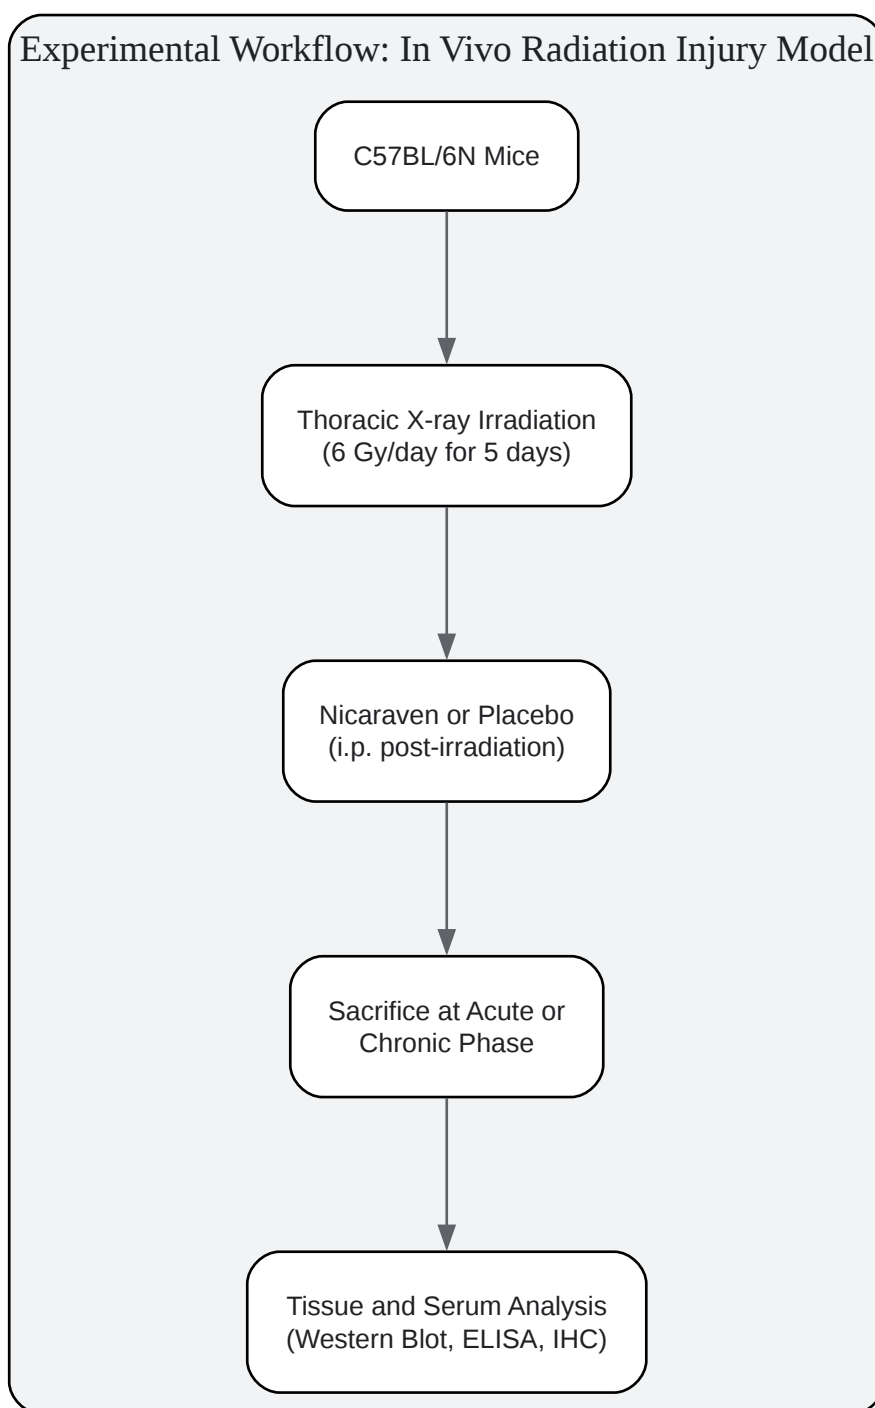 Experimental Workflow: In Vivo Radiation Injury Model
C57BL/6N Mice
Thoracic X-ray Irradiation
(6 Gy/day for 5 days)
Nicaraven or Placebo
(i.p. post-irradiation)
Sacrifice at Acute or
Chronic Phase
Tissue and Serum Analysis
(Western Blot, ELISA, IHC)